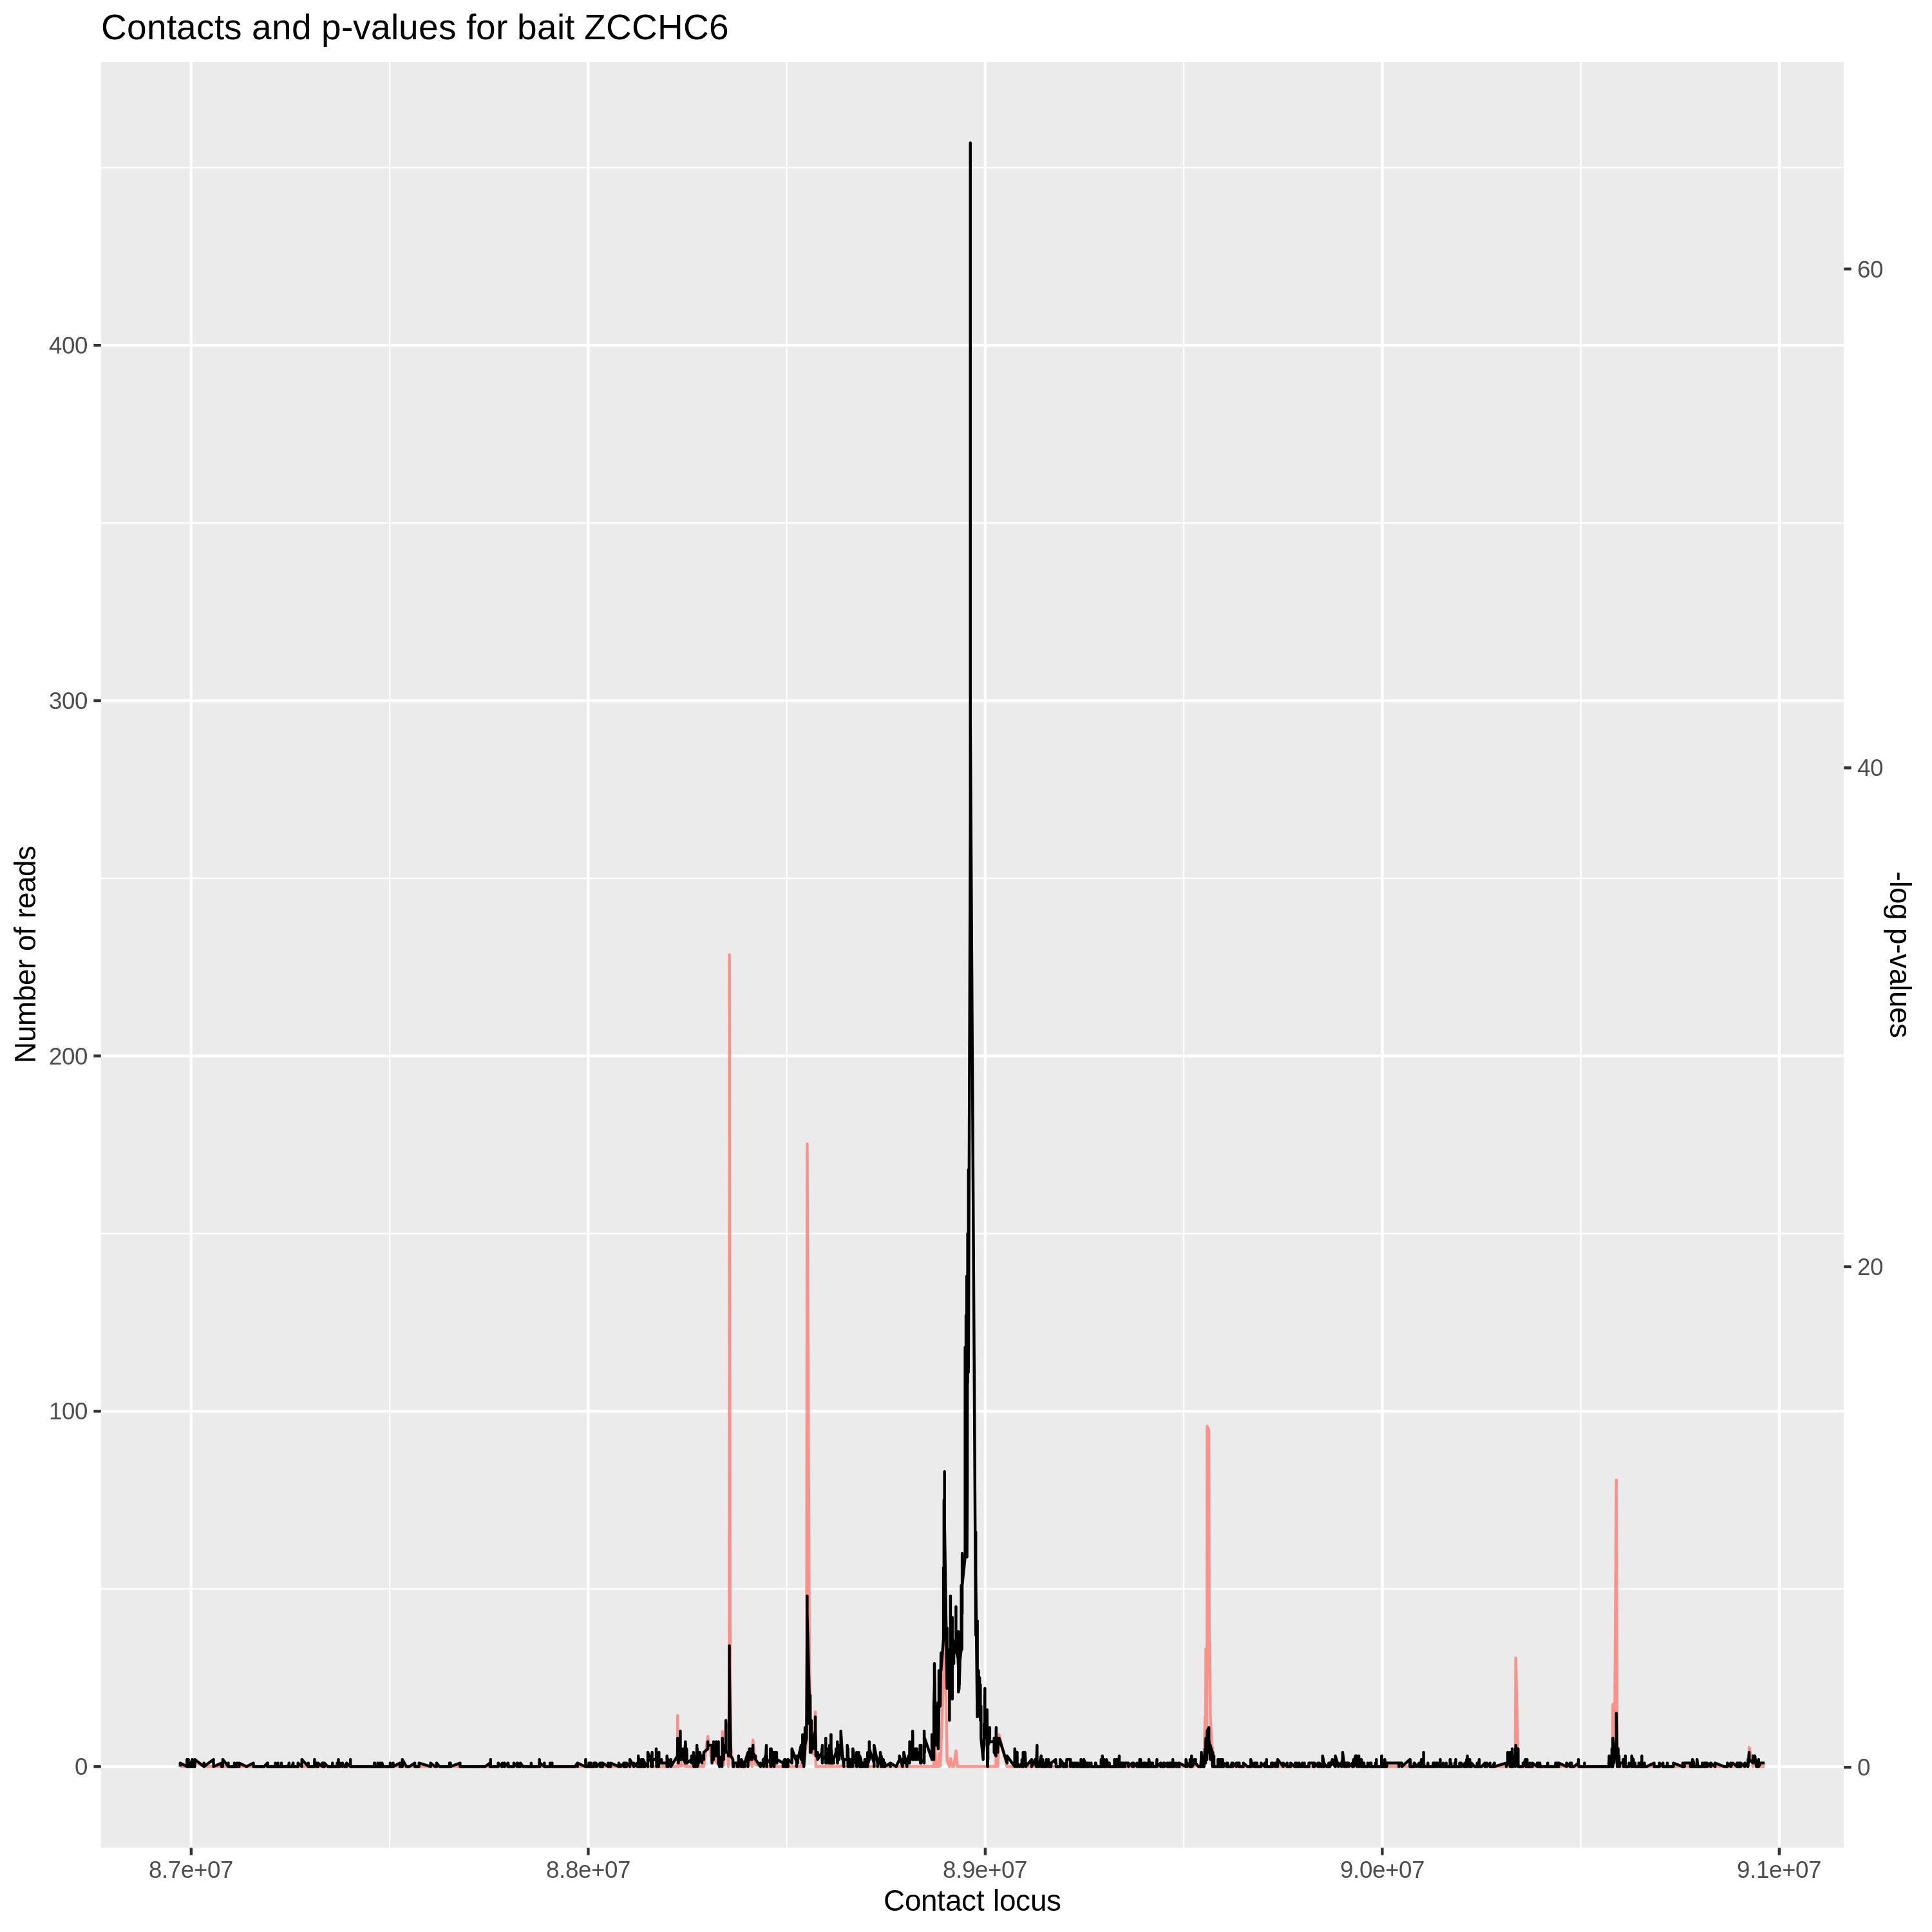 Contacts and p-values for bait ZCCHC6
Number of reads
400
300
200
100
0
60
40
20
0
-log p-values
8.7e+07 8.8e+07 8.9e+07 9.0e+07 9.1e+07
Contact locus